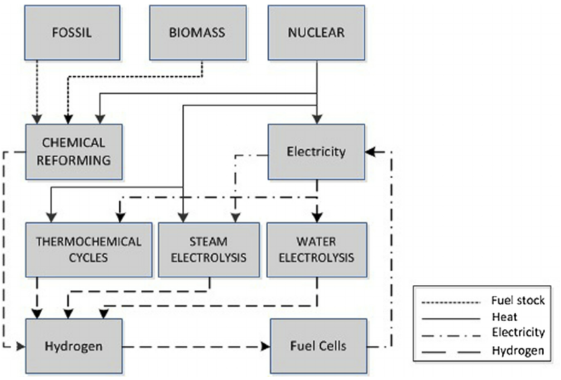 FOSSIL
BIOMASS
NUCLEAR
CHEMICAL
REFORMING
Electricity
THERMOCHEMICAL
CYCLES
STEAM
ELECTROLYSIS
WATER
ELECTROLYSIS
Hydrogen
Fuel Cells
Fuel stock
Heat
Electricity
Hydrogen